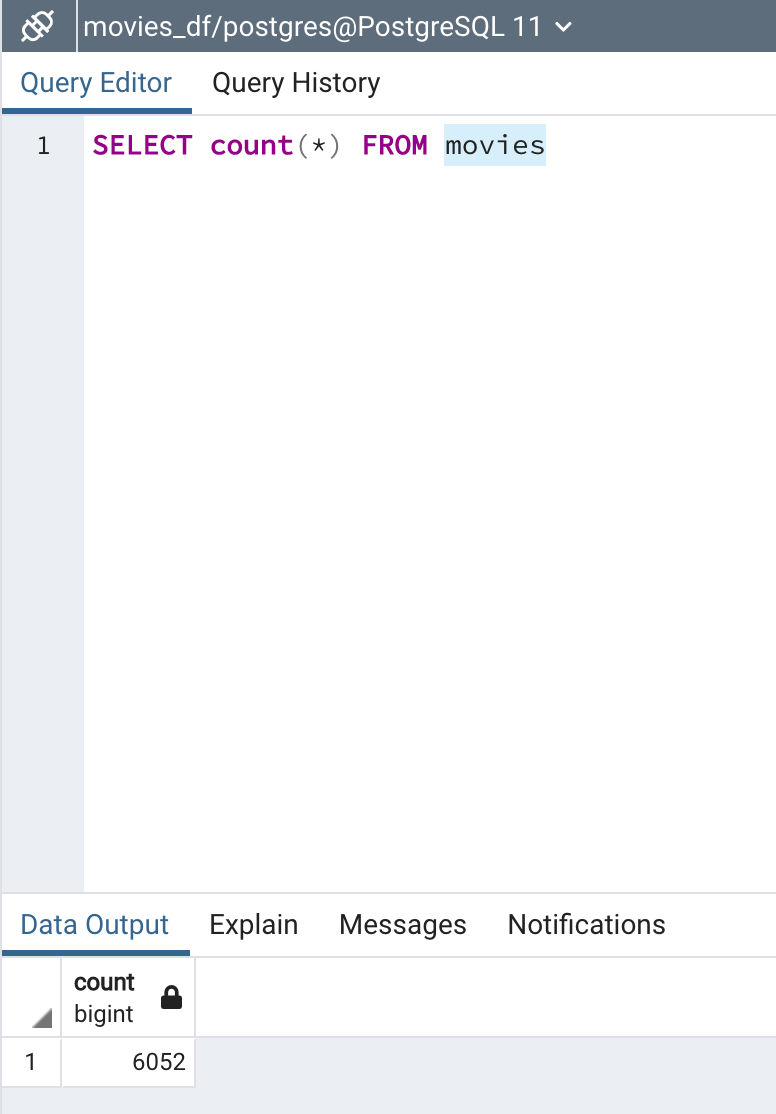 movies_df/postgres@PostgreSQL 11
Query Editor Query History
1 SELECT count(*) FROM movies
Data Output Explain Messages Notifications
count
bigint
1 6052